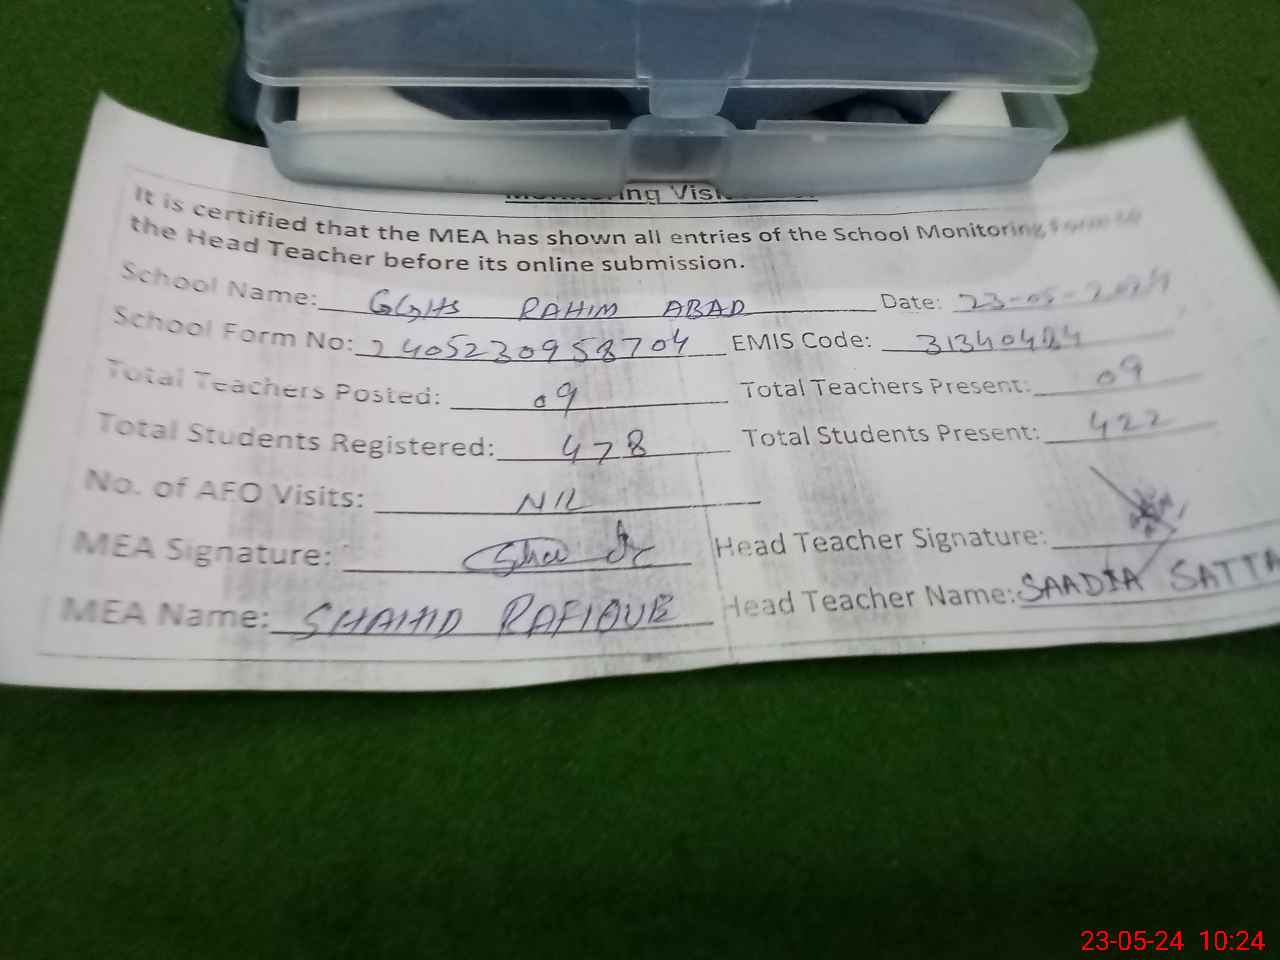 Monitoring Visit
It is certified that the MEA has shown all entries of the School Monitoring Form to
the Head Teacher before its online submission.
School Name: GGHS RAHIM ABAD Date: 23-05-2024
School Form No: 2405230958704 EMIS Code:
Total Teachers Posted: 09 Total Teachers Present: 09
Total Students Registered: 478 Total Students Present: 422
No. of AEO Visits: NIL
MEA Signature: Head Teacher Signature:
MEA Name: SHAHID RAFIQUE Head Teacher Name: SAADIA SATTA
23-05-24 10:24